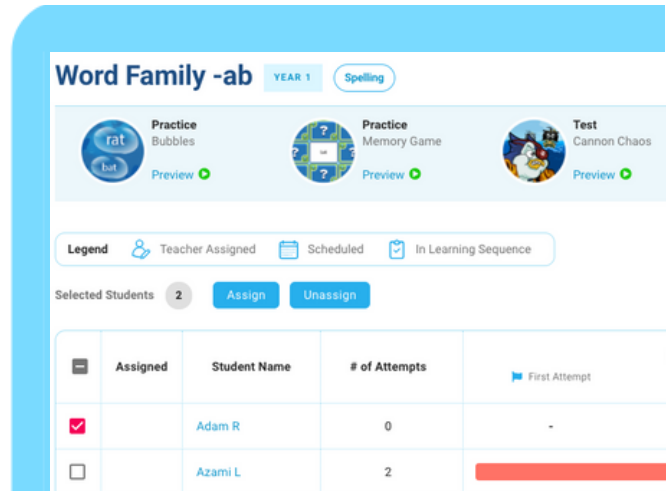 Word Family -ab YEAR 1 Spelling
Practice
Bubbles
Preview
rat
bat
Practice
Memory Game
Preview
? ? ? ?
Test
Cannon Chaos
Preview
Legend Teacher Assigned Scheduled In Learning Sequence
Selected Students 2 Assign Unassign
Assigned Student Name # of Attempts First Attempt
Adam R 0 -
Azami L 2